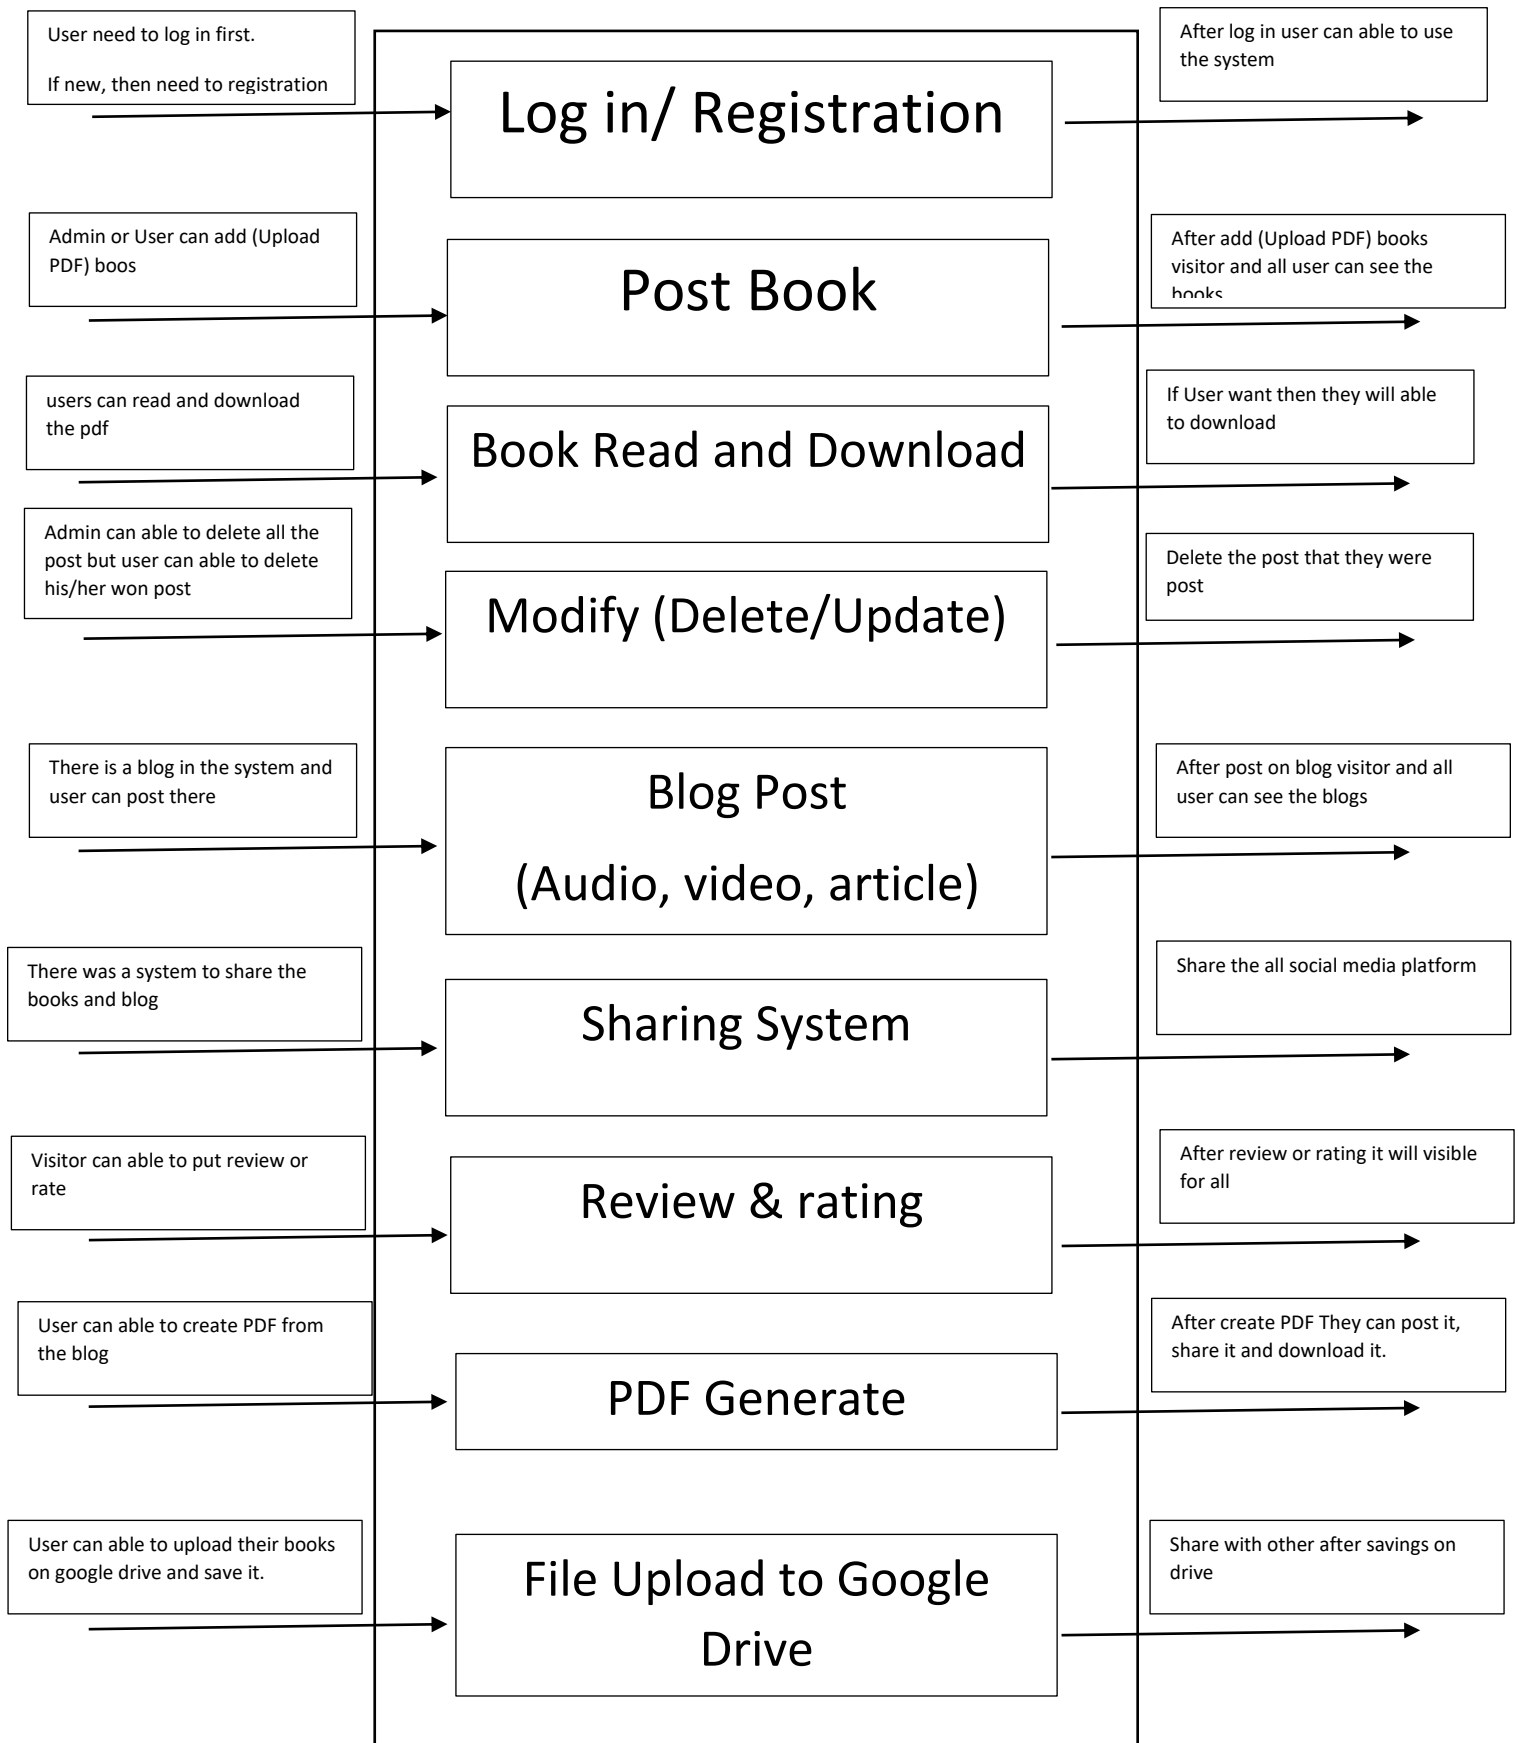 User need to log in first.
If new, then need to registration
Log in/ Registration
After log in user can able to use
the system
Admin or User can add (Upload
PDF) boos
Post Book
After add (Upload PDF) books
visitor and all user can see the
books
users can read and download
the pdf
Book Read and Download
If User want then they will able
to download
Admin can able to delete all the
post but user can able to delete
his/her won post
Modify (Delete/Update)
Delete the post that they were
post
There is a blog in the system and
user can post there
Blog Post
(Audio, video, article)
After post on blog visitor and all
user can see the blogs
There was a system to share the
books and blog
Sharing System
Share the all social media platform
Visitor can able to put review or
rate
Review & rating
After review or rating it will visible
for all
User can able to create PDF from
the blog
PDF Generate
After create PDF They can post it,
share it and download it.
User can able to upload their books
on google drive and save it.
File Upload to Google
Drive
Share with other after savings on
drive